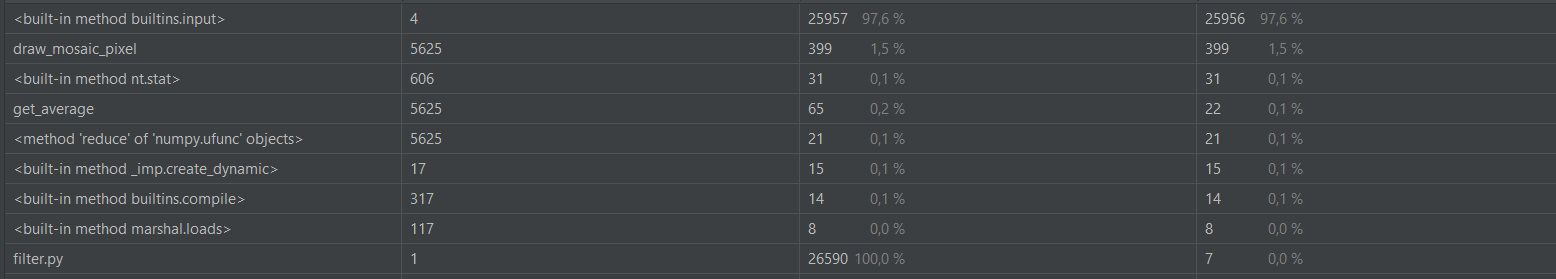 <built-in method builtins.input> 4 25957 97,6 % 25956 97,6 %
draw_mosaic_pixel 5625 399 1,5 % 399 1,5 %
<built-in method nt.stat> 606 31 0,1 % 31 0,1 %
get_average 5625 65 0,2 % 22 0,1 %
<method 'reduce' of 'numpy.ufunc' objects> 5625 21 0,1 % 21 0,1 %
<built-in method _imp.create_dynamic> 17 15 0,1 % 15 0,1 %
<built-in method builtins.compile> 317 14 0,1 % 14 0,1 %
<built-in method marshal.loads> 117 8 0,0 % 8 0,0 %
filter.py 1 26590 100,0 % 7 0,0 %